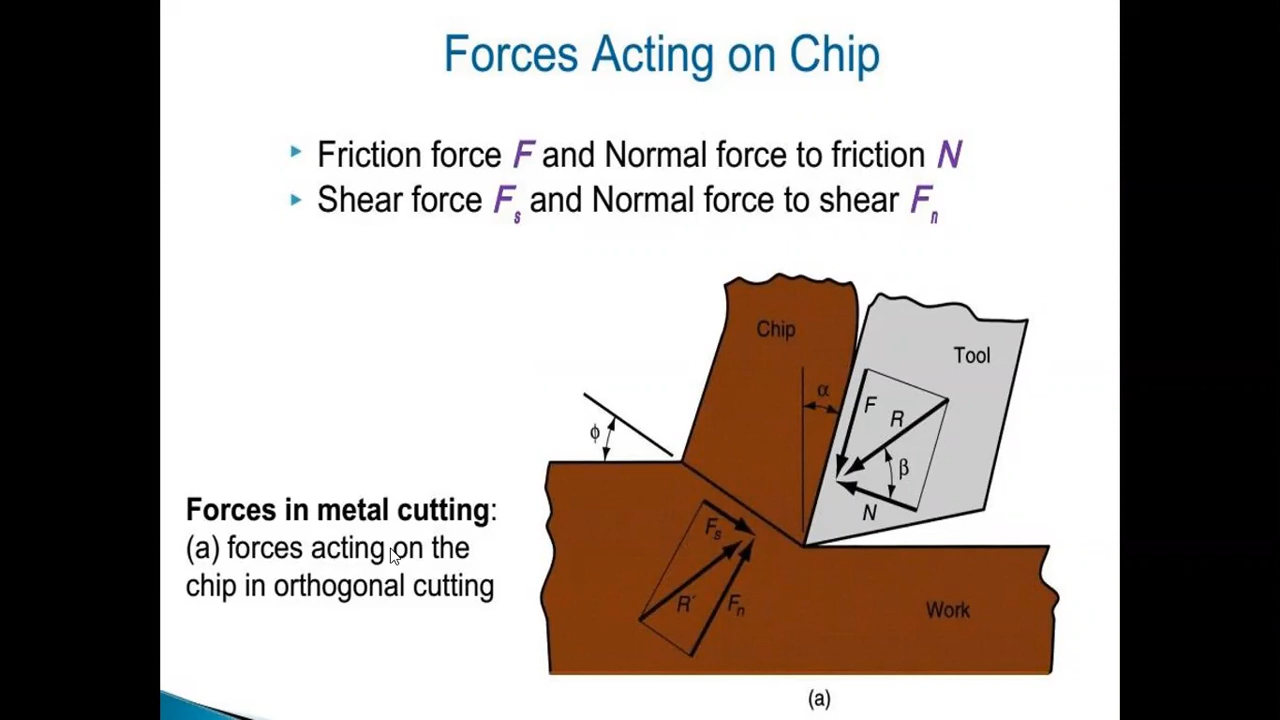 Forces Acting on Chip
Friction force F and Normal force to friction N
Shear force Fs and Normal force to shear Fn
Chip
Tool
α
F
R
ϕ
β
N
Forces in metal cutting:
(a) forces acting on the
chip in orthogonal cutting
Fs
R´
Fn
Work
(a)